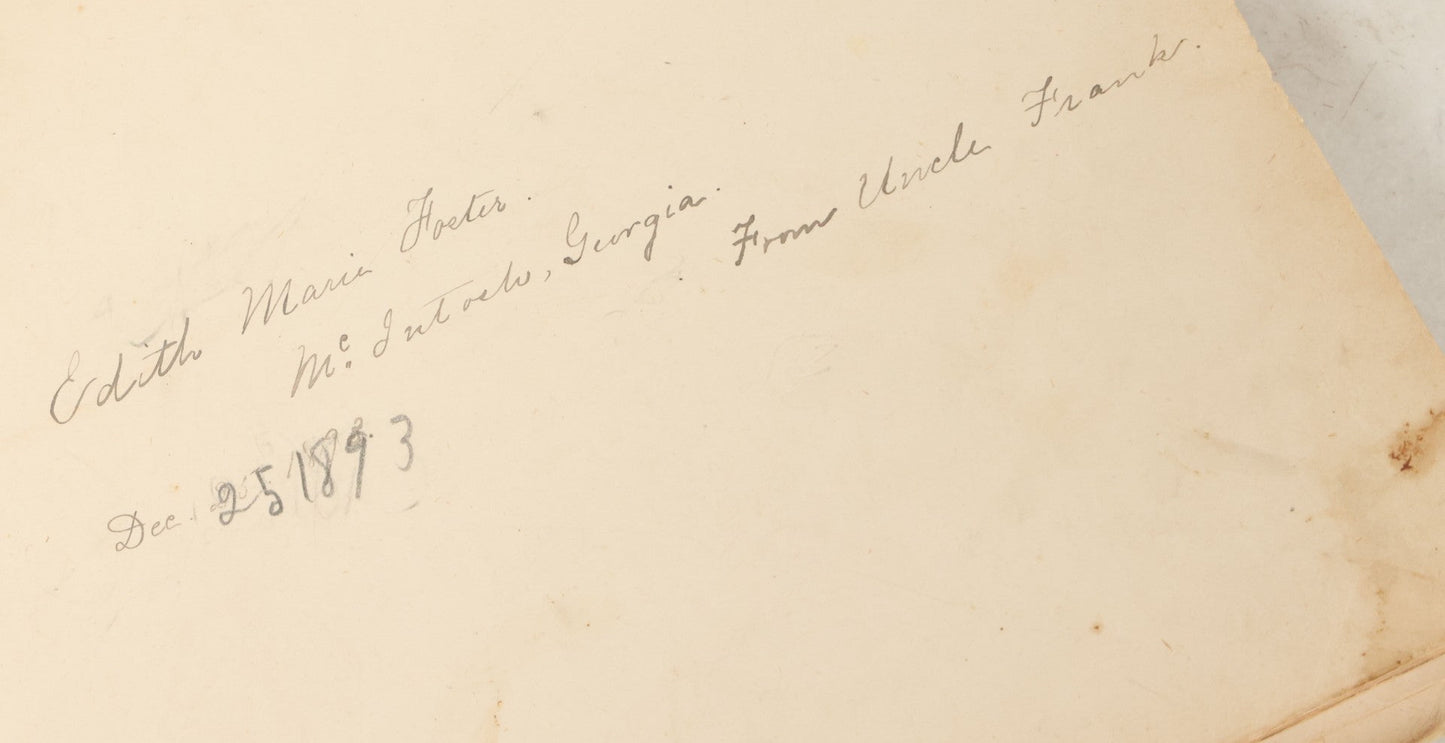 Edith Marie Foster.
Mc. Intosh, Georgia.
From Uncle Frank.
Dec. 25 1893